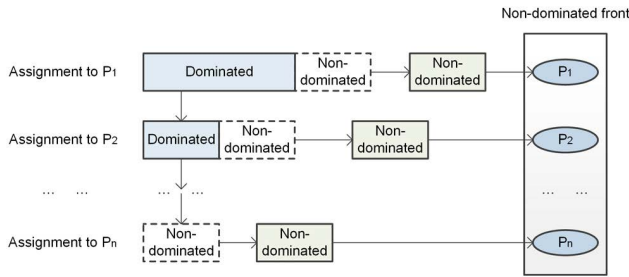 Non-dominated front
Assignment to P1
Dominated
Non-
dominated
Non-
dominated
P1
Assignment to P2
Dominated
Non-
dominated
Non-
dominated
P2
... ...
... ...
... ...
Assignment to Pn
Non-
dominated
Non-
dominated
Pn